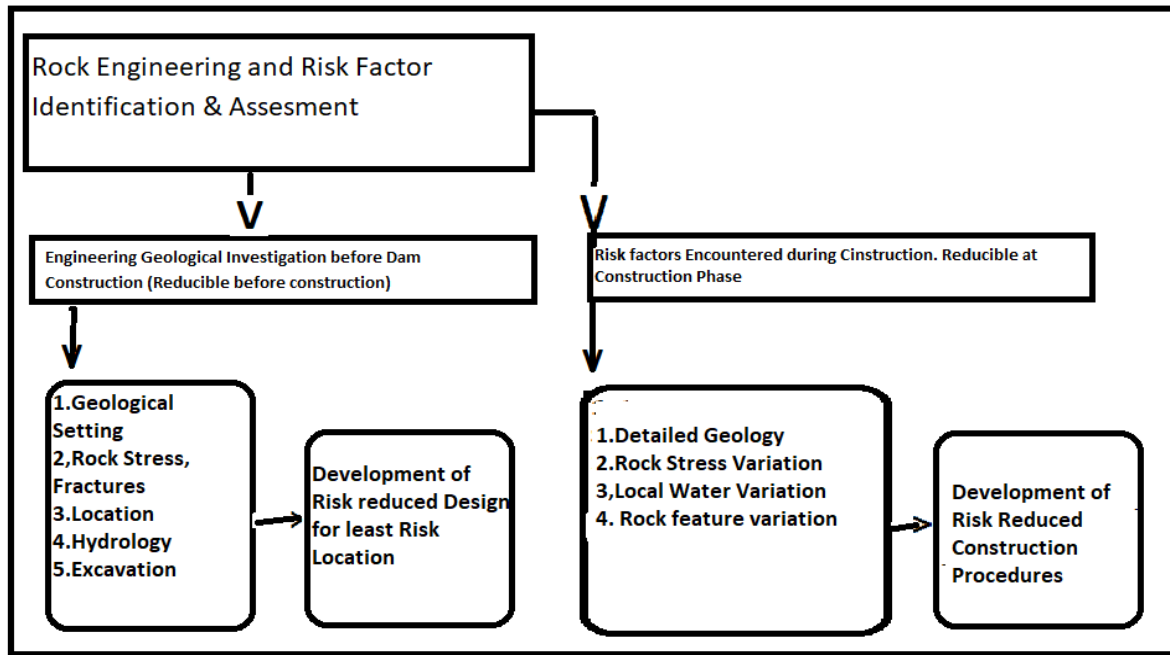 Rock Engineering and Risk Factor
Identification & Assesment
Engineering Geological Investigation before Dam
Construction (Reducible before construction)
Risk factors Encountered during Cinstruction. Reducible at
Construction Phase
1.Geological
Setting
2,Rock Stress,
Fractures
3.Location
4.Hydrology
5.Excavation
Development of
Risk reduced Design
for least Risk
Location
1.Detailed Geology
2.Rock Stress Variation
3,Local Water Variation
4. Rock feature variation
Development of
Risk Reduced
Construction
Procedures